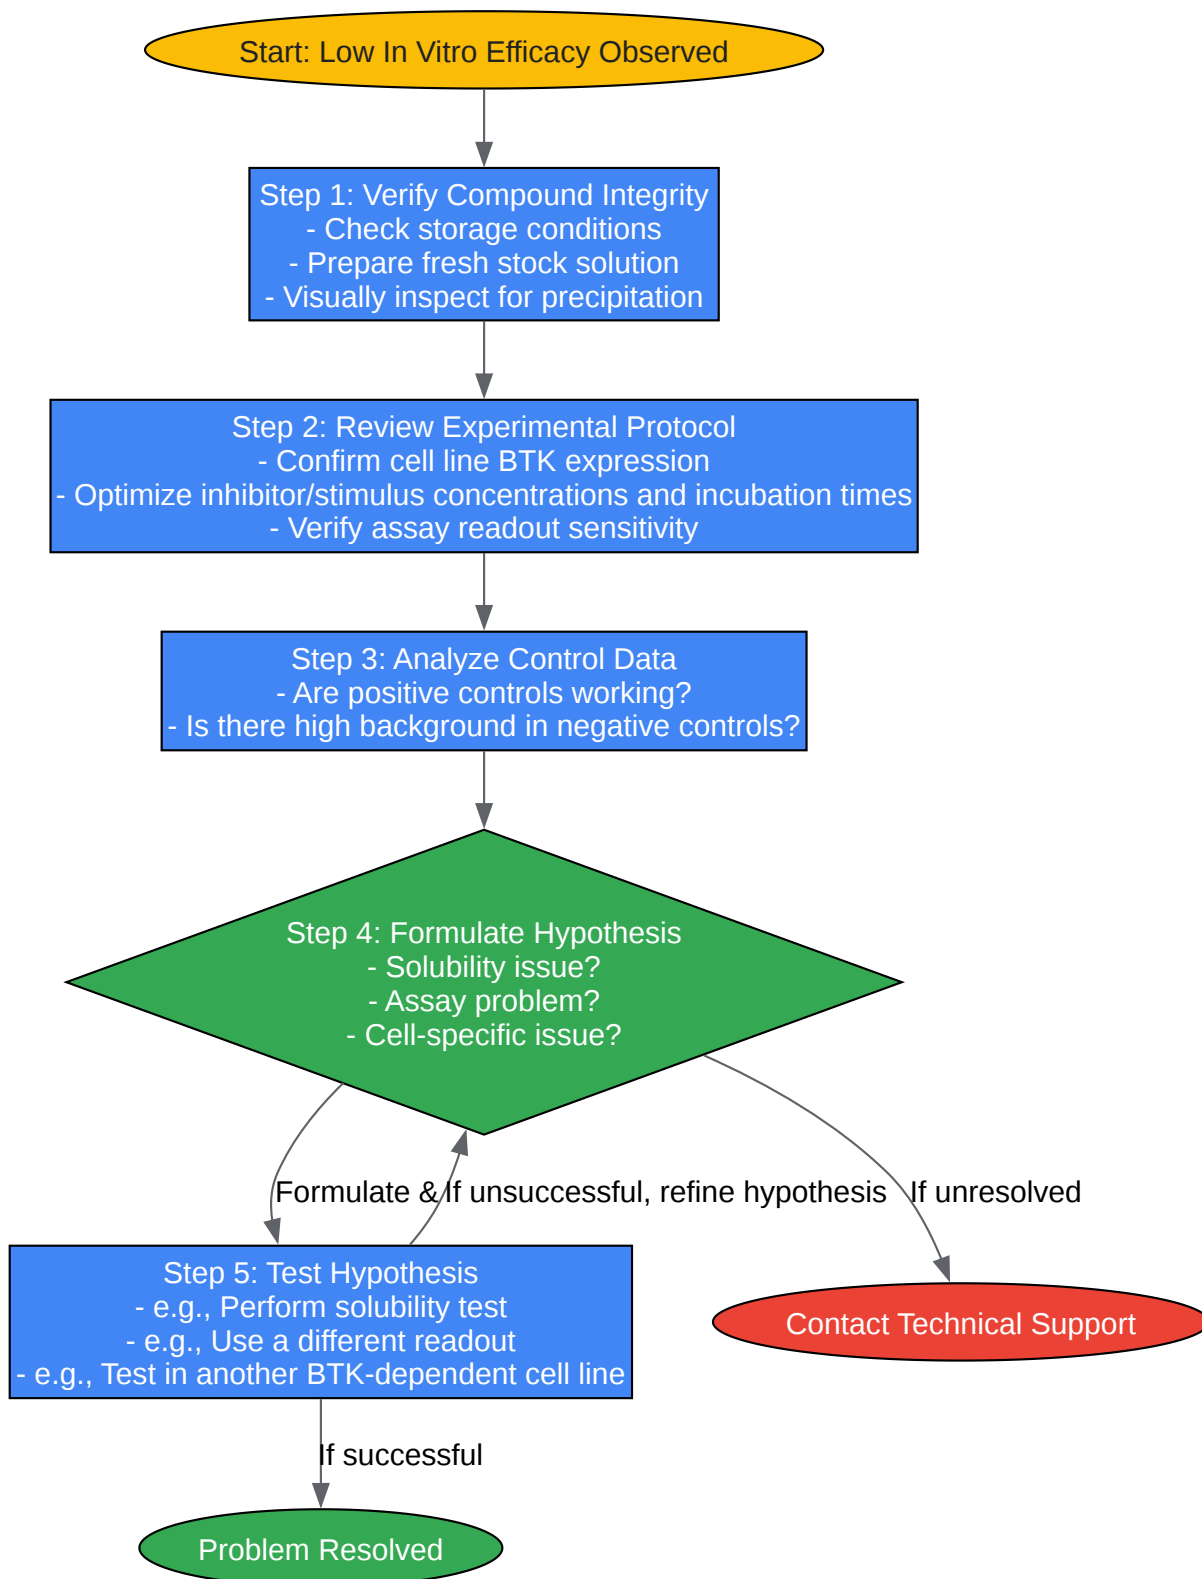 Start: Low In Vitro Efficacy Observed
Step 1: Verify Compound Integrity
- Check storage conditions
- Prepare fresh stock solution
- Visually inspect for precipitation
Step 2: Review Experimental Protocol
- Confirm cell line BTK expression
- Optimize inhibitor/stimulus concentrations and incubation times
- Verify assay readout sensitivity
Step 3: Analyze Control Data
- Are positive controls working?
- Is there high background in negative controls?
Step 4: Formulate Hypothesis
- Solubility issue?
- Assay problem?
- Cell-specific issue?
Formulate &
If unsuccessful, refine hypothesis
If unresolved
Step 5: Test Hypothesis
- e.g., Perform solubility test
- e.g., Use a different readout
- e.g., Test in another BTK-dependent cell line
Contact Technical Support
If successful
Problem Resolved